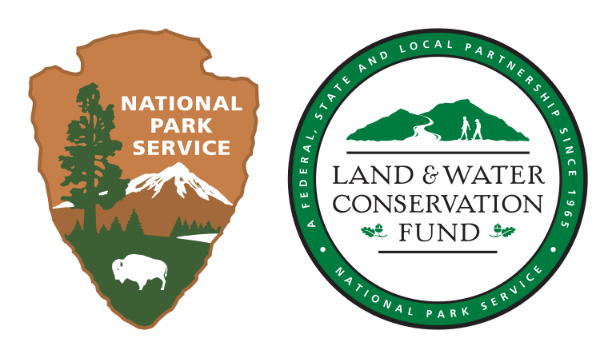 NATIONAL
PARK
SERVICE
A FEDERAL, STATE AND LOCAL PARTNERSHIP SINCE 1965
LAND & WATER
CONSERVATION
FUND
• NATIONAL PARK SERVICE •